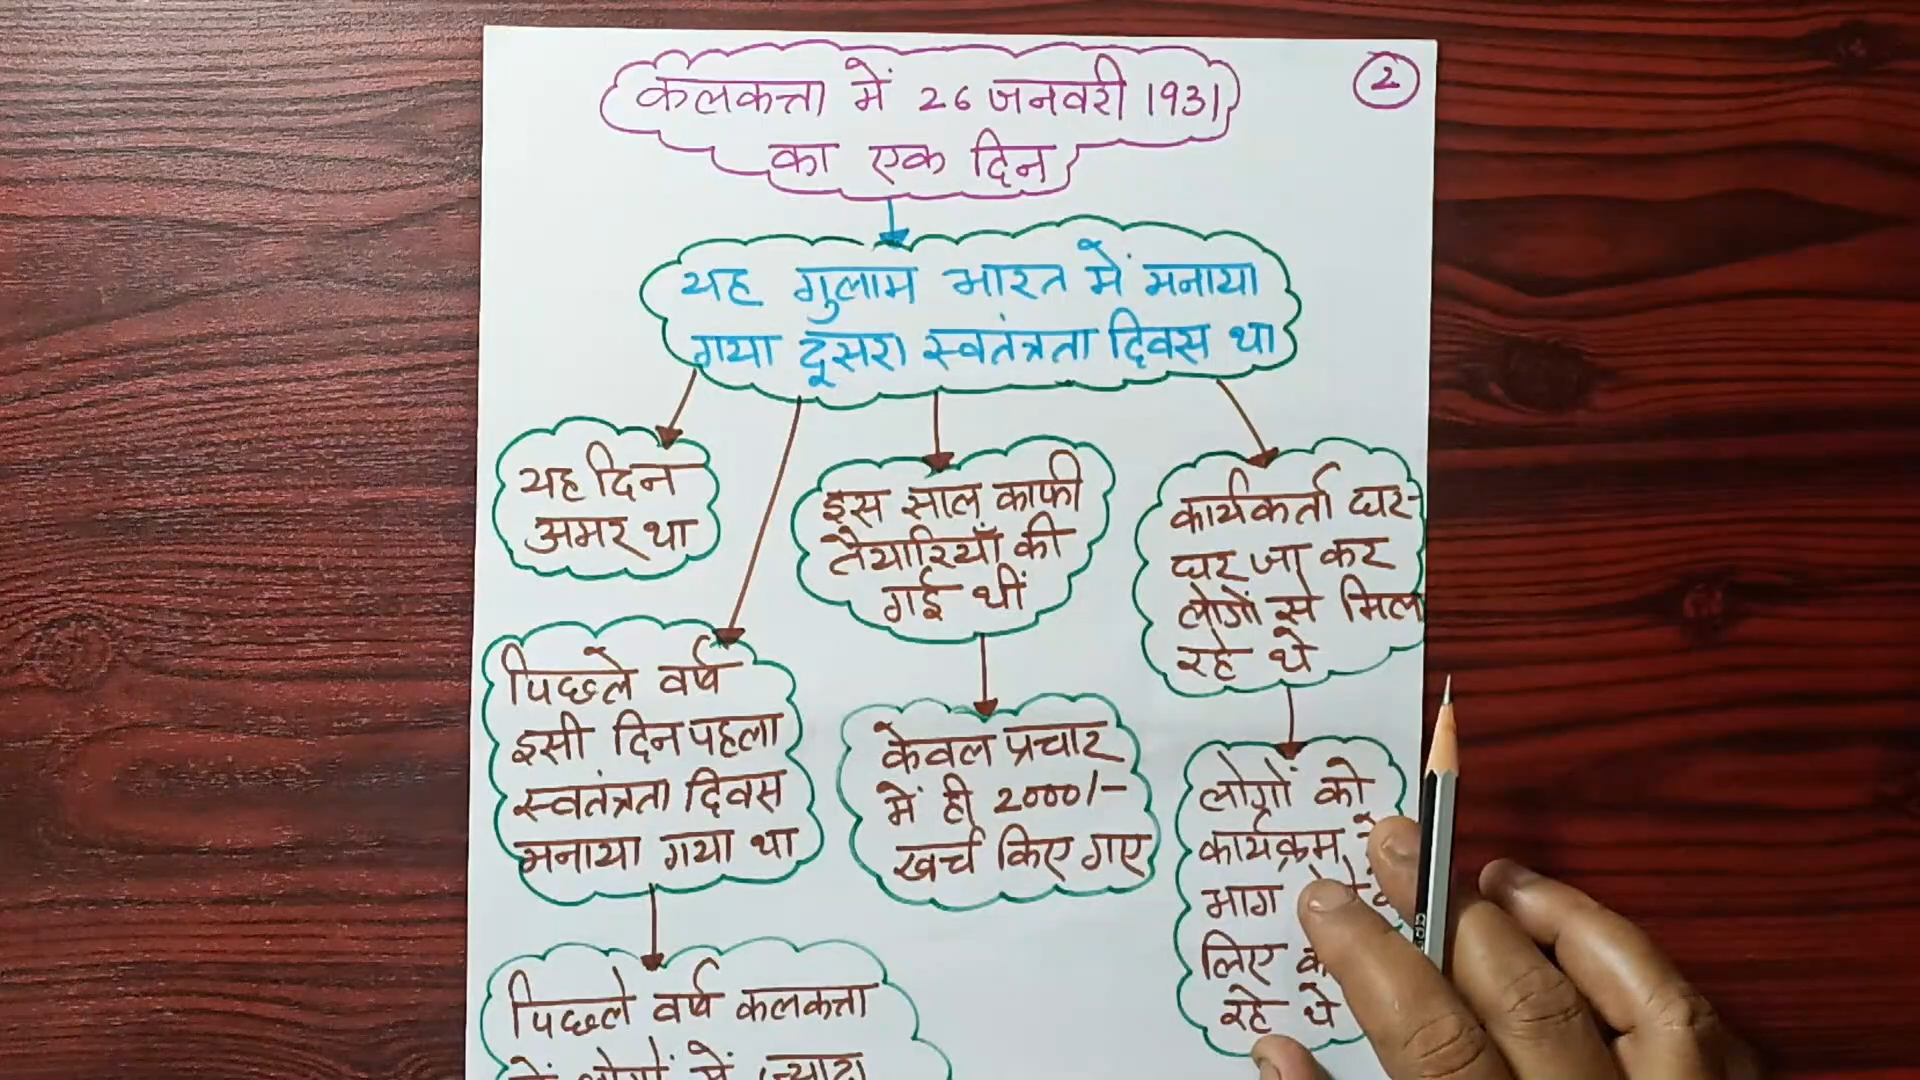 कलकत्ता में 26 जनवरी 1931
का एक दिन
2
यह गुलाम भारत में मनाया
गया दूसरा स्वतंत्रता दिवस था
यह दिन
अमर था
पिछले वर्ष
इसी दिन पहला
स्वतंत्रता दिवस
मनाया गया था
पिछले वर्ष कलकत्ता
इस साल काफी
तैयारियाँ की
गई थीं
केवल प्रचार
में ही 2000/-
खर्च किए गए
कार्यकर्ता घर-
घर जा कर
लोगों से मिल
रहे थे
लोगों को
कार्यक्रम
भाग
लिए
रहे थे